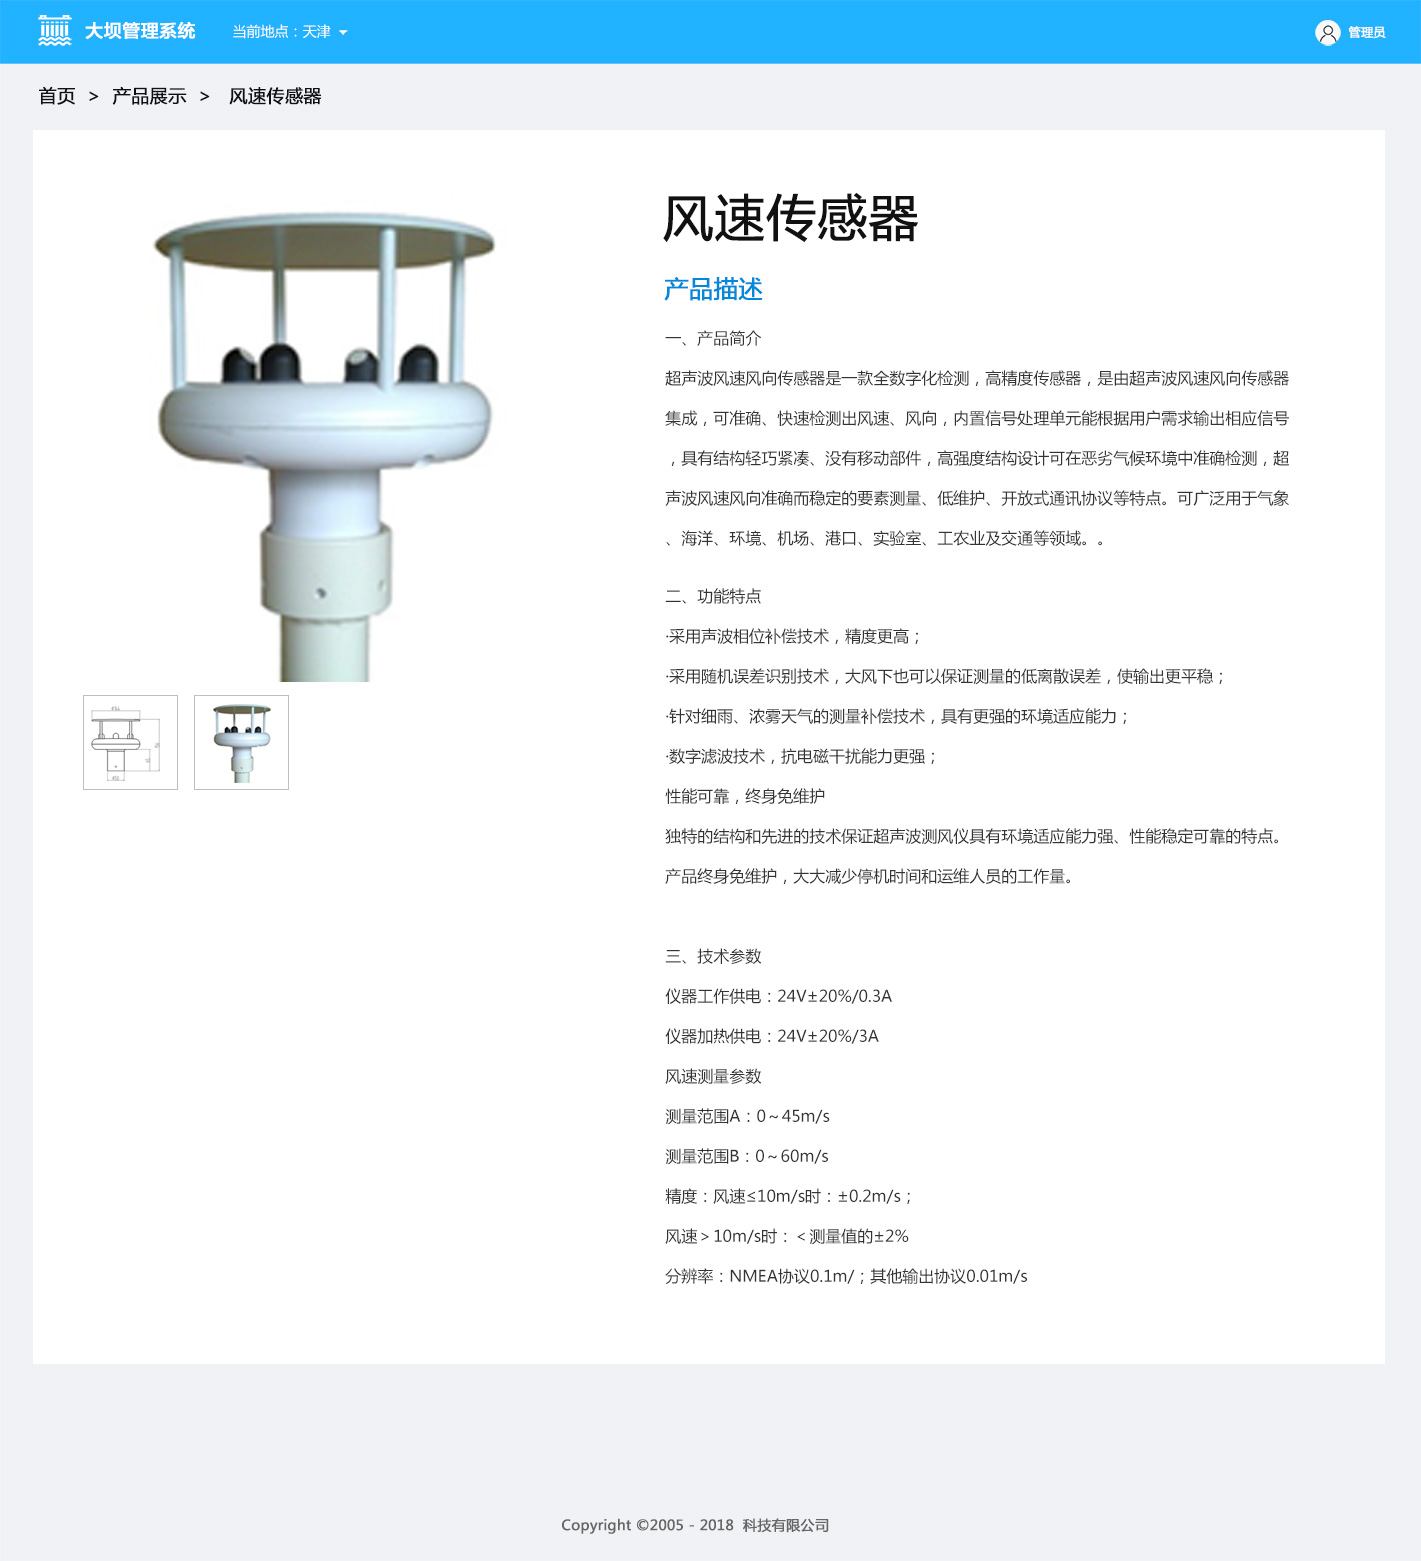 大坝管理系统
当前地点：天津
管理员
首页 > 产品展示 > 风速传感器
风速传感器
产品描述
一、产品简介
超声波风速风向传感器是一款全数字化检测，高精度传感器，是由超声波风速风向传感器
集成，可准确、快速检测出风速、风向，内置信号处理单元能根据用户需求输出相应信号
，具有结构轻巧紧凑、没有移动部件，高强度结构设计可在恶劣气候环境中准确检测，超
声波风速风向准确而稳定的要素测量、低维护、开放式通讯协议等特点。可广泛用于气象
、海洋、环境、机场、港口、实验室、工农业及交通等领域。。
二、功能特点
·采用声波相位补偿技术，精度更高；
·采用随机误差识别技术，大风下也可以保证测量的低离散误差，使输出更平稳；
·针对细雨、浓雾天气的测量补偿技术，具有更强的环境适应能力；
·数字滤波技术，抗电磁干扰能力更强；
性能可靠，终身免维护
独特的结构和先进的技术保证超声波测风仪具有环境适应能力强、性能稳定可靠的特点。
产品终身免维护，大大减少停机时间和运维人员的工作量。
三、技术参数
仪器工作供电：24V±20%/0.3A
仪器加热供电：24V±20%/3A
风速测量参数
测量范围A：0～45m/s
测量范围B：0～60m/s
精度：风速≤10m/s时：±0.2m/s；
风速＞10m/s时：＜测量值的±2%
分辨率：NMEA协议0.1m/；其他输出协议0.01m/s
Copyright ©2005 - 2018 科技有限公司